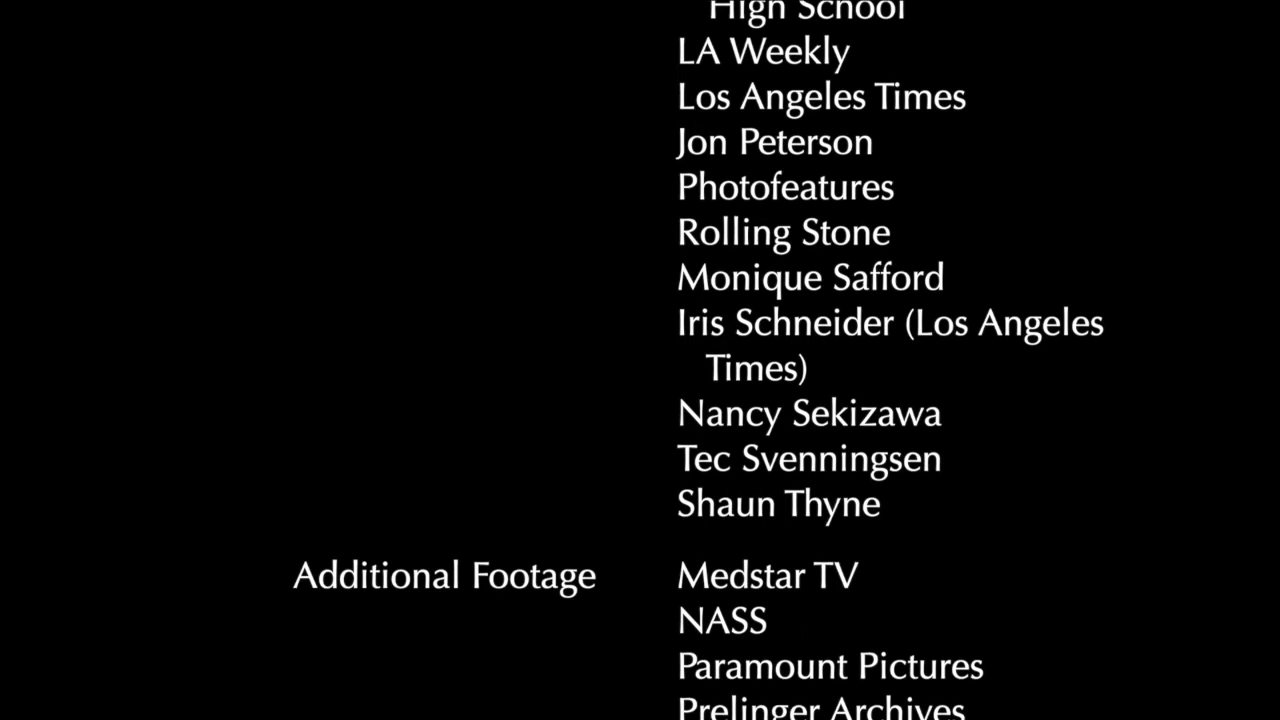 High School
LA Weekly
Los Angeles Times
Jon Peterson
Photofeatures
Rolling Stone
Monique Safford
Iris Schneider (Los Angeles
Times)
Nancy Sekizawa
Tec Svenningsen
Shaun Thyne
Additional Footage Medstar TV
NASS
Paramount Pictures
Prelinger Archives